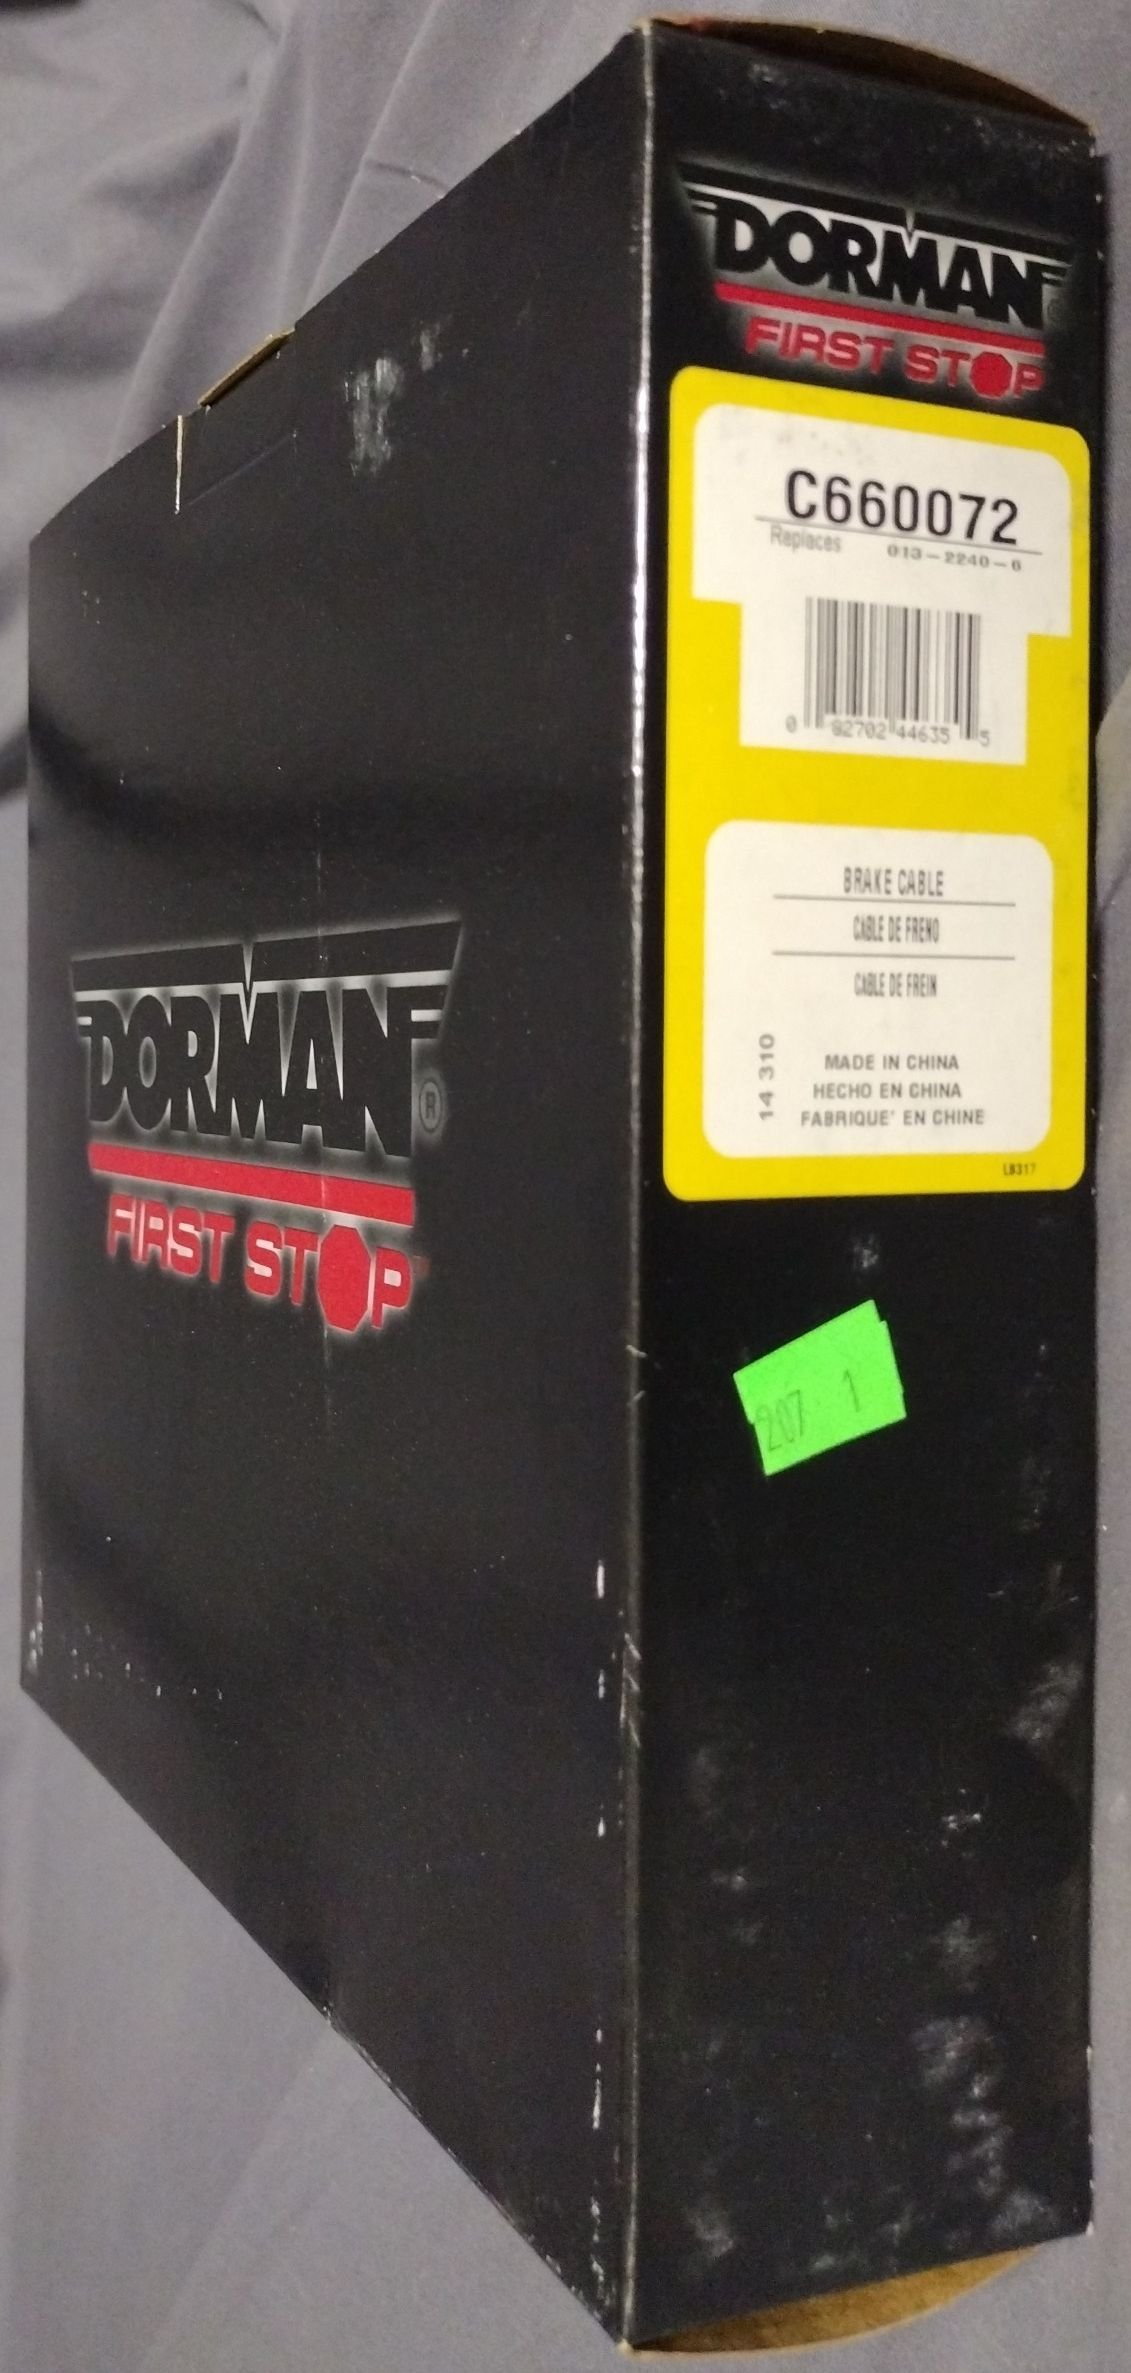 DORMAN
FIRST STOP
C660072
Replaces 013-2240-6
0 82702 44635 5
BRAKE CABLE
CABLE DE FRENO
CABLE DE FREIN
14 310
MADE IN CHINA
HECHO EN CHINA
FABRIQUE' EN CHINE
LB317
207 1
DORMAN®
FIRST STOP